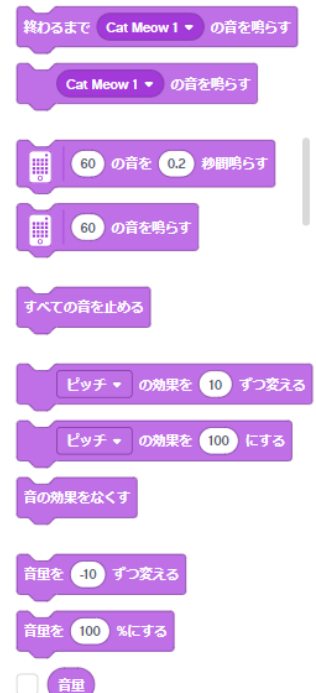 終わるまで Cat Meow 1 の音を鳴らす
Cat Meow 1 の音を鳴らす
60 の音を 0.2 秒間鳴らす
60 の音を鳴らす
すべての音を止める
ピッチ の効果を 10 ずつ変える
ピッチ の効果を 100 にする
音の効果をなくす
音量を -10 ずつ変える
音量を 100 %にする
音量